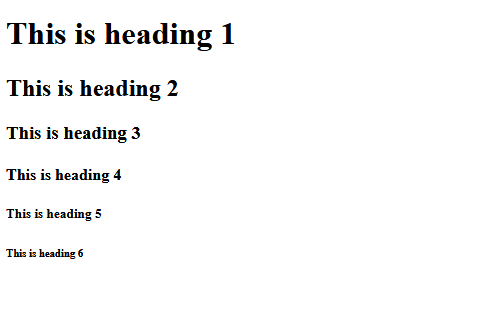 This is heading 1
This is heading 2
This is heading 3
This is heading 4
This is heading 5
This is heading 6